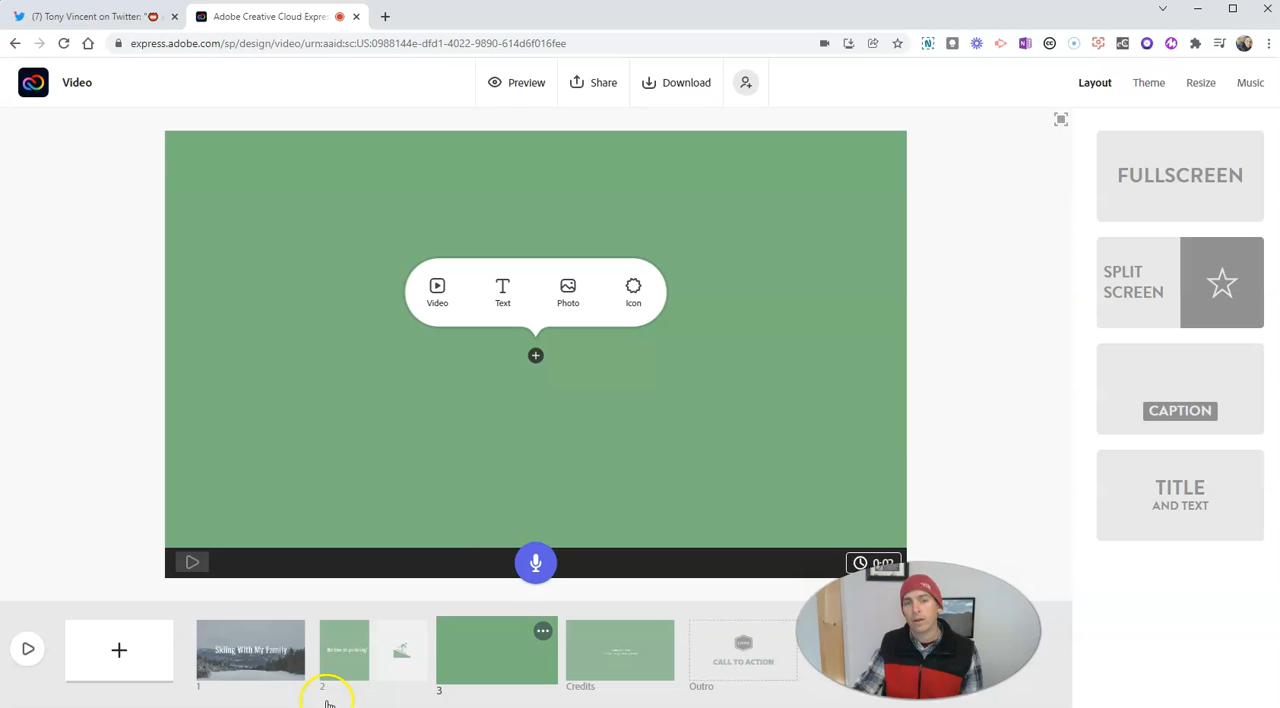 (7) Tony Vincent on Twitter: "
Adobe Creative Cloud Expre
express.adobe.com/sp/design/video/urn:aaid:sc:US:0988144e-dfd1-4022-9890-614d6f016fee
Video
Preview
Share
Download
Layout
Theme
Resize
Music
Video
Text
Photo
Icon
FULLSCREEN
SPLIT
SCREEN
CAPTION
TITLE
AND TEXT
Skiing With My Family
CALL TO ACTION
1
2
3
Credits
Outro